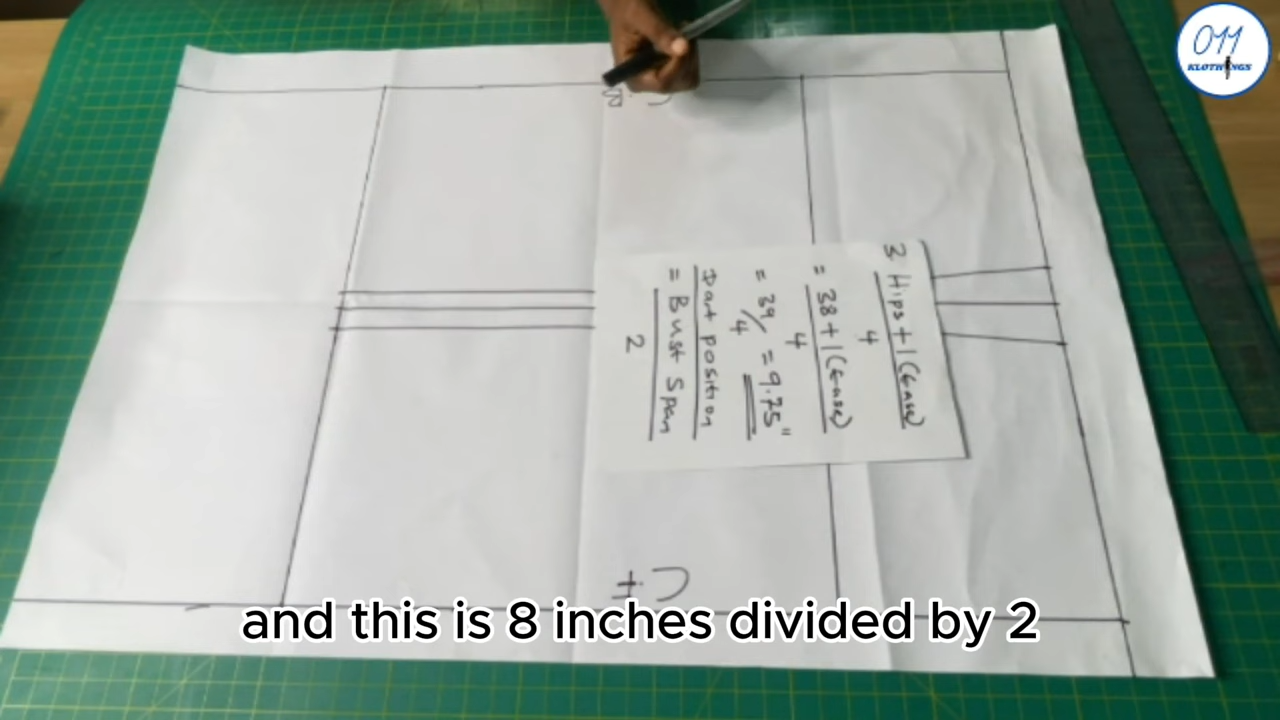 011
KLOTHINGS
3 Hips + 1(Ease)
4
= 38 + 1(Ease)
4
= 39/4 = 9.75"
Dart position
= Bust Span
2
and this is 8 inches divided by 2